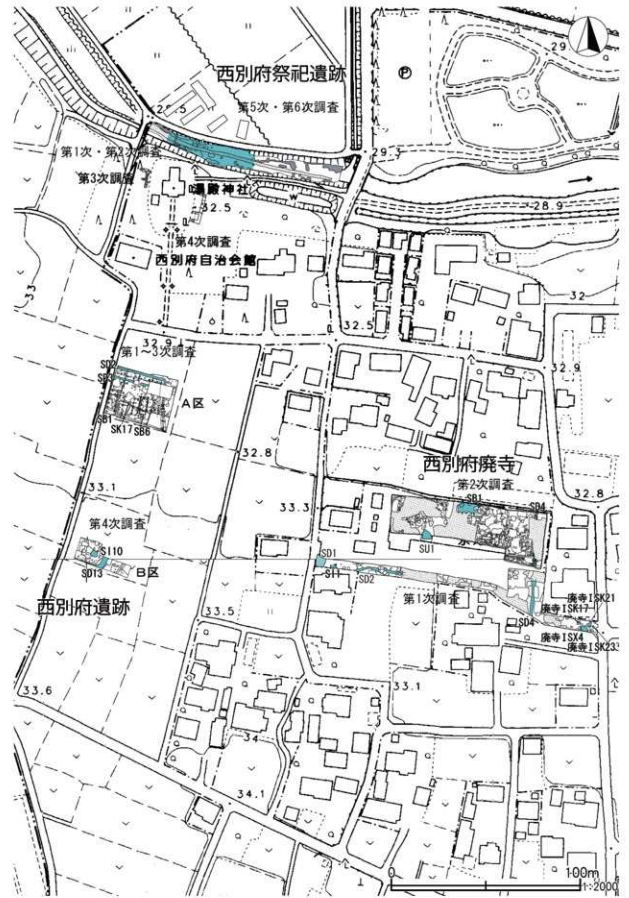 29
西別府祭祀遺跡
P
28.5
第5次・第6次調査
第1次・第2次調査
29.3
第3次調査
湯殿神社
32.5
28.9
第4次調査
西別府自治会館
32
33
32.5
32.9
第1～3次調査
SD2
32.9
SB3
A区
SB1
SK17
SB6
32.8
西別府廃寺
33.1
第2次調査
32.8
33.3
SB1
SD4
第4次調査
SU1
SI10
SD1
SD13
B区
SI1
SD2
廃寺ISK21
西別府遺跡
第1次調査
廃寺ISK17
33.5
SD4
廃寺ISX4
廃寺ISK23
33.1
33.6
34
34.1
0
100m
1:2000